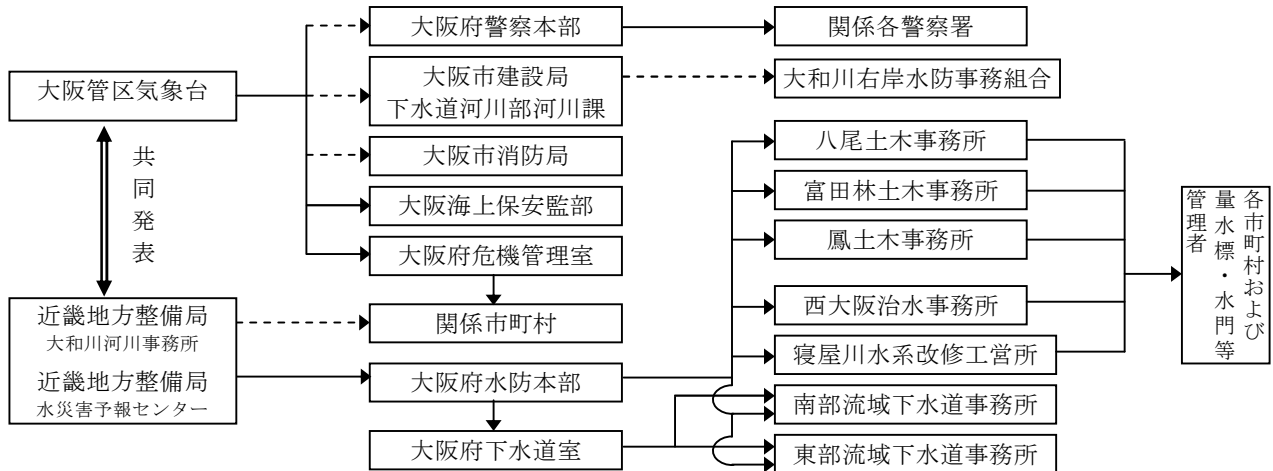 大阪管区気象台
共同発表
近畿地方整備局
大和川河川事務所
近畿地方整備局
水災害予報センター
大阪府警察本部
大阪市建設局
下水道河川部河川課
大阪市消防局
大阪海上保安監部
大阪府危機管理室
関係市町村
大阪府水防本部
大阪府下水道室
関係各警察署
大和川右岸水防事務組合
八尾土木事務所
富田林土木事務所
鳳土木事務所
西大阪治水事務所
寝屋川水系改修工営所
南部流域下水道事務所
東部流域下水道事務所
各市町村および
量水標・水門等
管理者